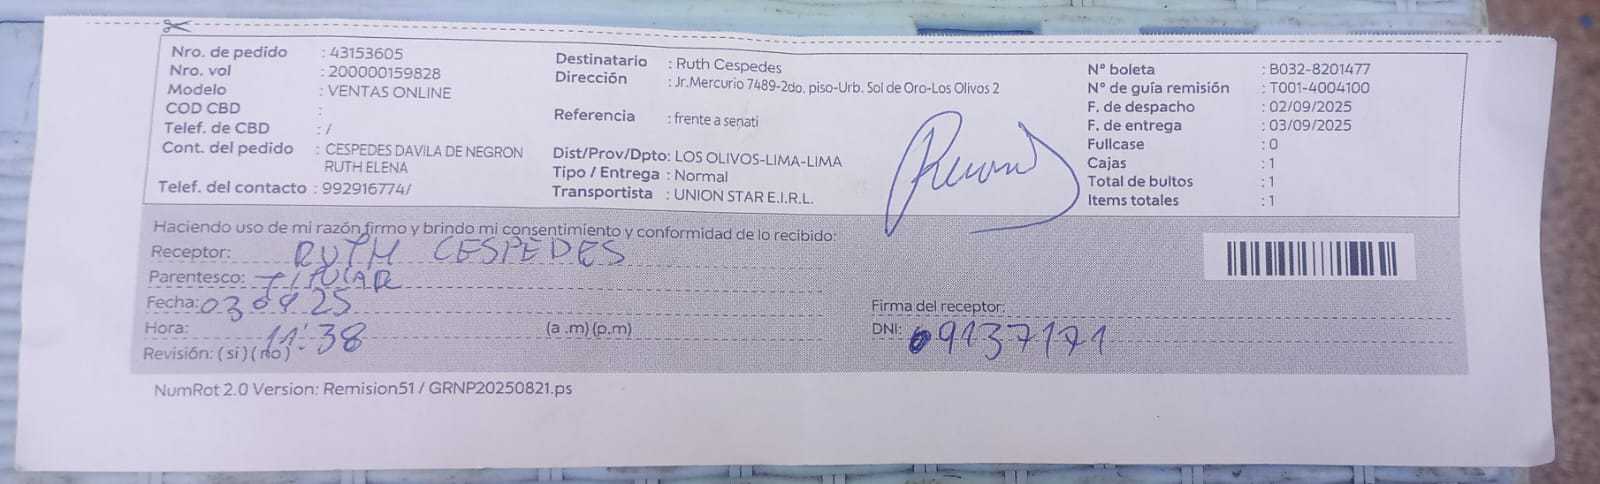 Nro. de pedido : 43153605
Nro. vol : 200000159828
Modelo : VENTAS ONLINE
COD CBD :
Telef. de CBD : /
Cont. del pedido : CESPEDES DAVILA DE NEGRON
RUTH ELENA
Telef. del contacto : 992916774/
Destinatario : Ruth Cespedes
Dirección : Jr.Mercurio 7489-2do. piso-Urb. Sol de Oro-Los Olivos 2
Referencia : frente a senati
Dist/Prov/Dpto: LOS OLIVOS-LIMA-LIMA
Tipo / Entrega : Normal
Transportista : UNION STAR E.I.R.L.
N° boleta : B032-8201477
N° de guía remisión : T001-4004100
F. de despacho : 02/09/2025
F. de entrega : 03/09/2025
Fullcase : 0
Cajas : 1
Total de bultos : 1
Items totales : 1
Haciendo uso de mi razón firmo y brindo mi consentimiento y conformidad de lo recibido:
Receptor: RUTH CESPEDES
Parentesco: TITULAR
Fecha: 03 09 25
Hora: 11:38 (a .m) (p.m)
Revisión: ( si ) ( no )
Firma del receptor:
DNI: 09137171
NumRot 2.0 Version: Remision51 / GRNP20250821.ps